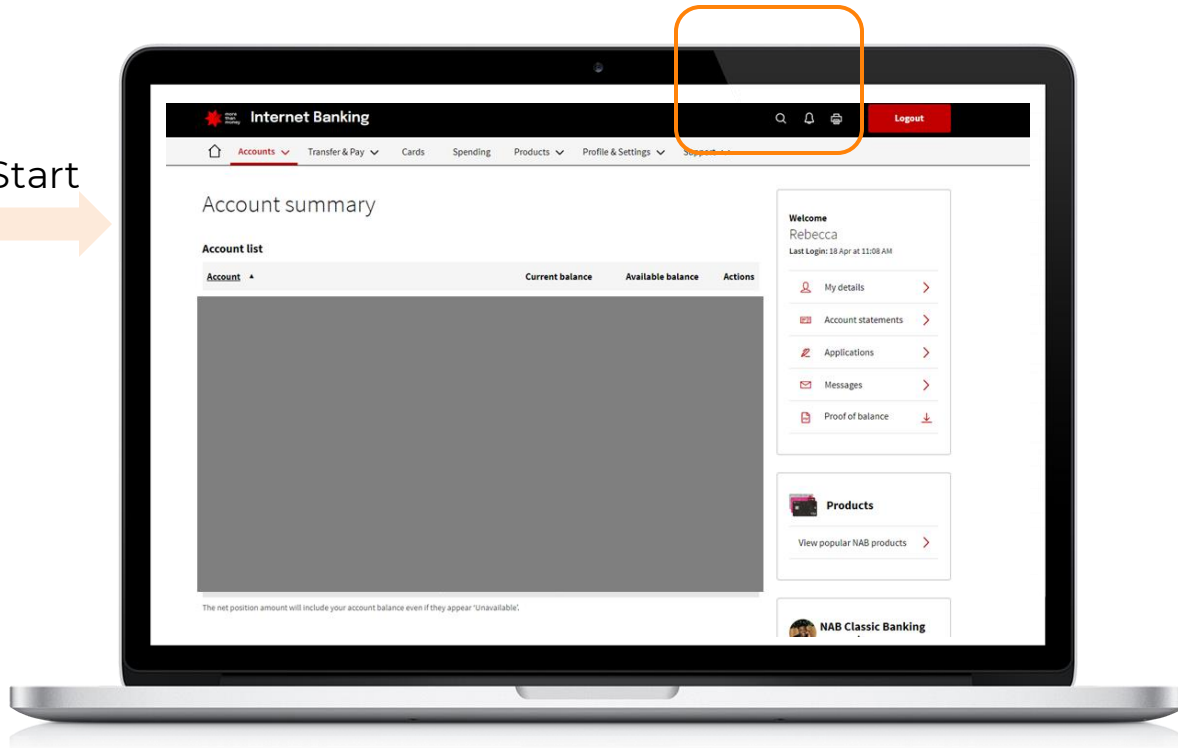 Start
more than money
Internet Banking
Logout
Accounts Transfer & Pay Cards Spending Products Profile & Settings Support
Account summary
Account list
Account Current balance Available balance Actions
The net position amount will include your account balance even if they appear 'Unavailable'.
Welcome
Rebecca
Last Login: 18 Apr at 11:08 AM
My details
Account statements
Applications
Messages
Proof of balance
Products
View popular NAB products
NAB Classic Banking